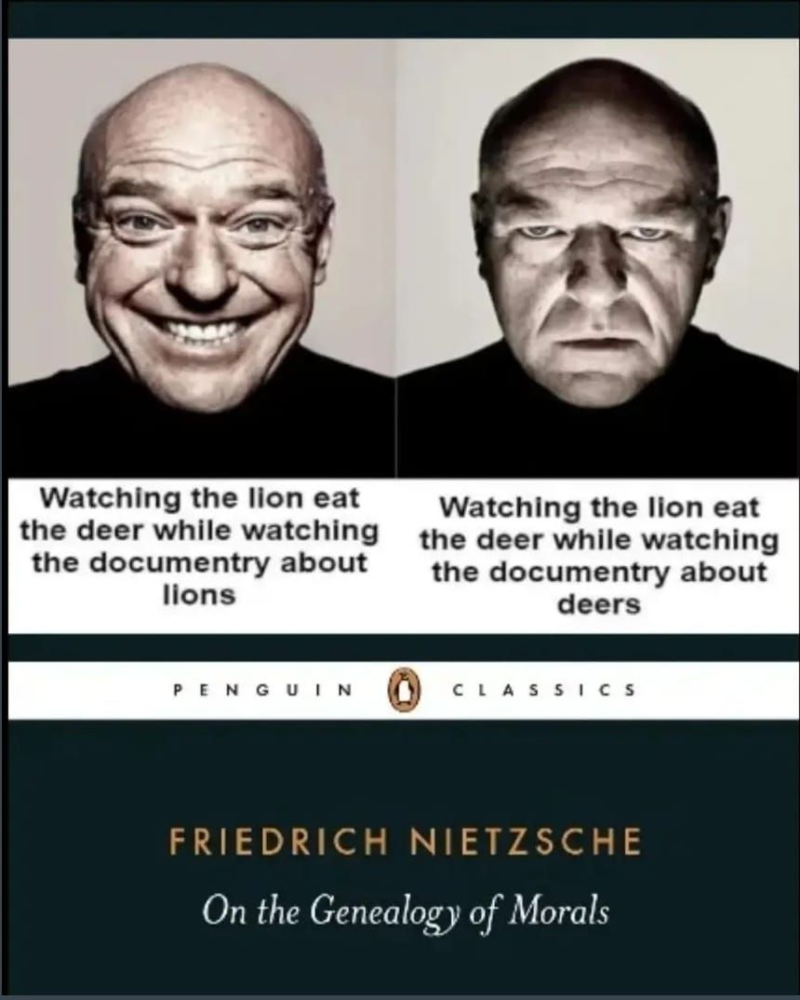 Watching the lion eat
the deer while watching
the documentry about
lions
Watching the lion eat
the deer while watching
the documentry about
deers
PENGUIN CLASSICS
FRIEDRICH NIETZSCHE
On the Genealogy of Morals